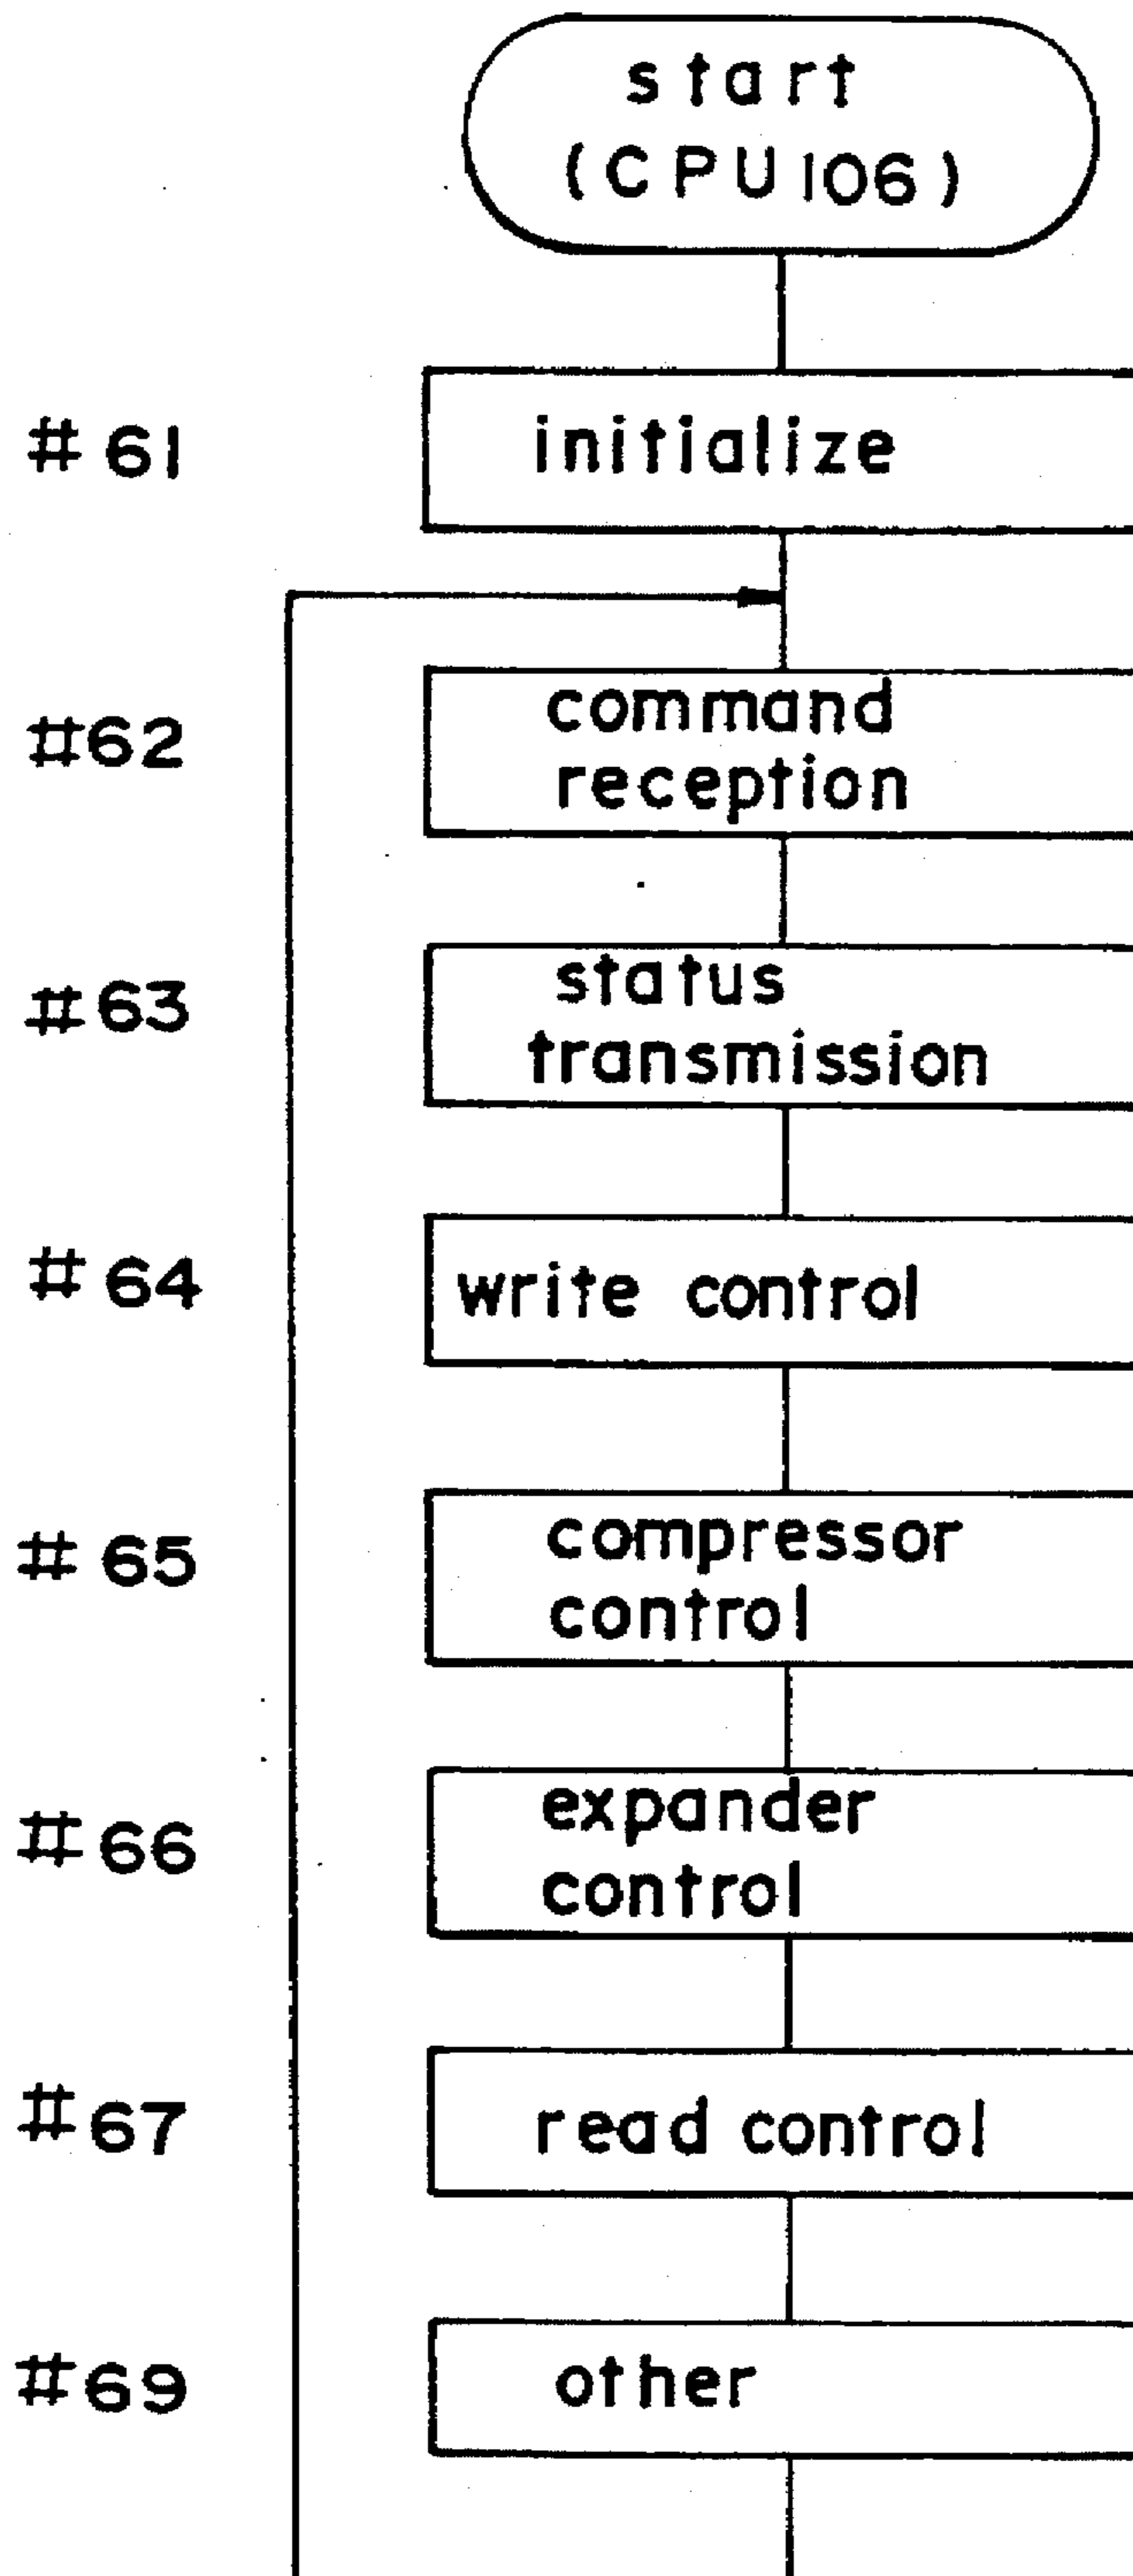 start
(CPU106)
#61 initialize
#62 command
reception
#63 status
transmission
#64 write control
#65 compressor
control
#66 expander
control
#67 read control
#69 other